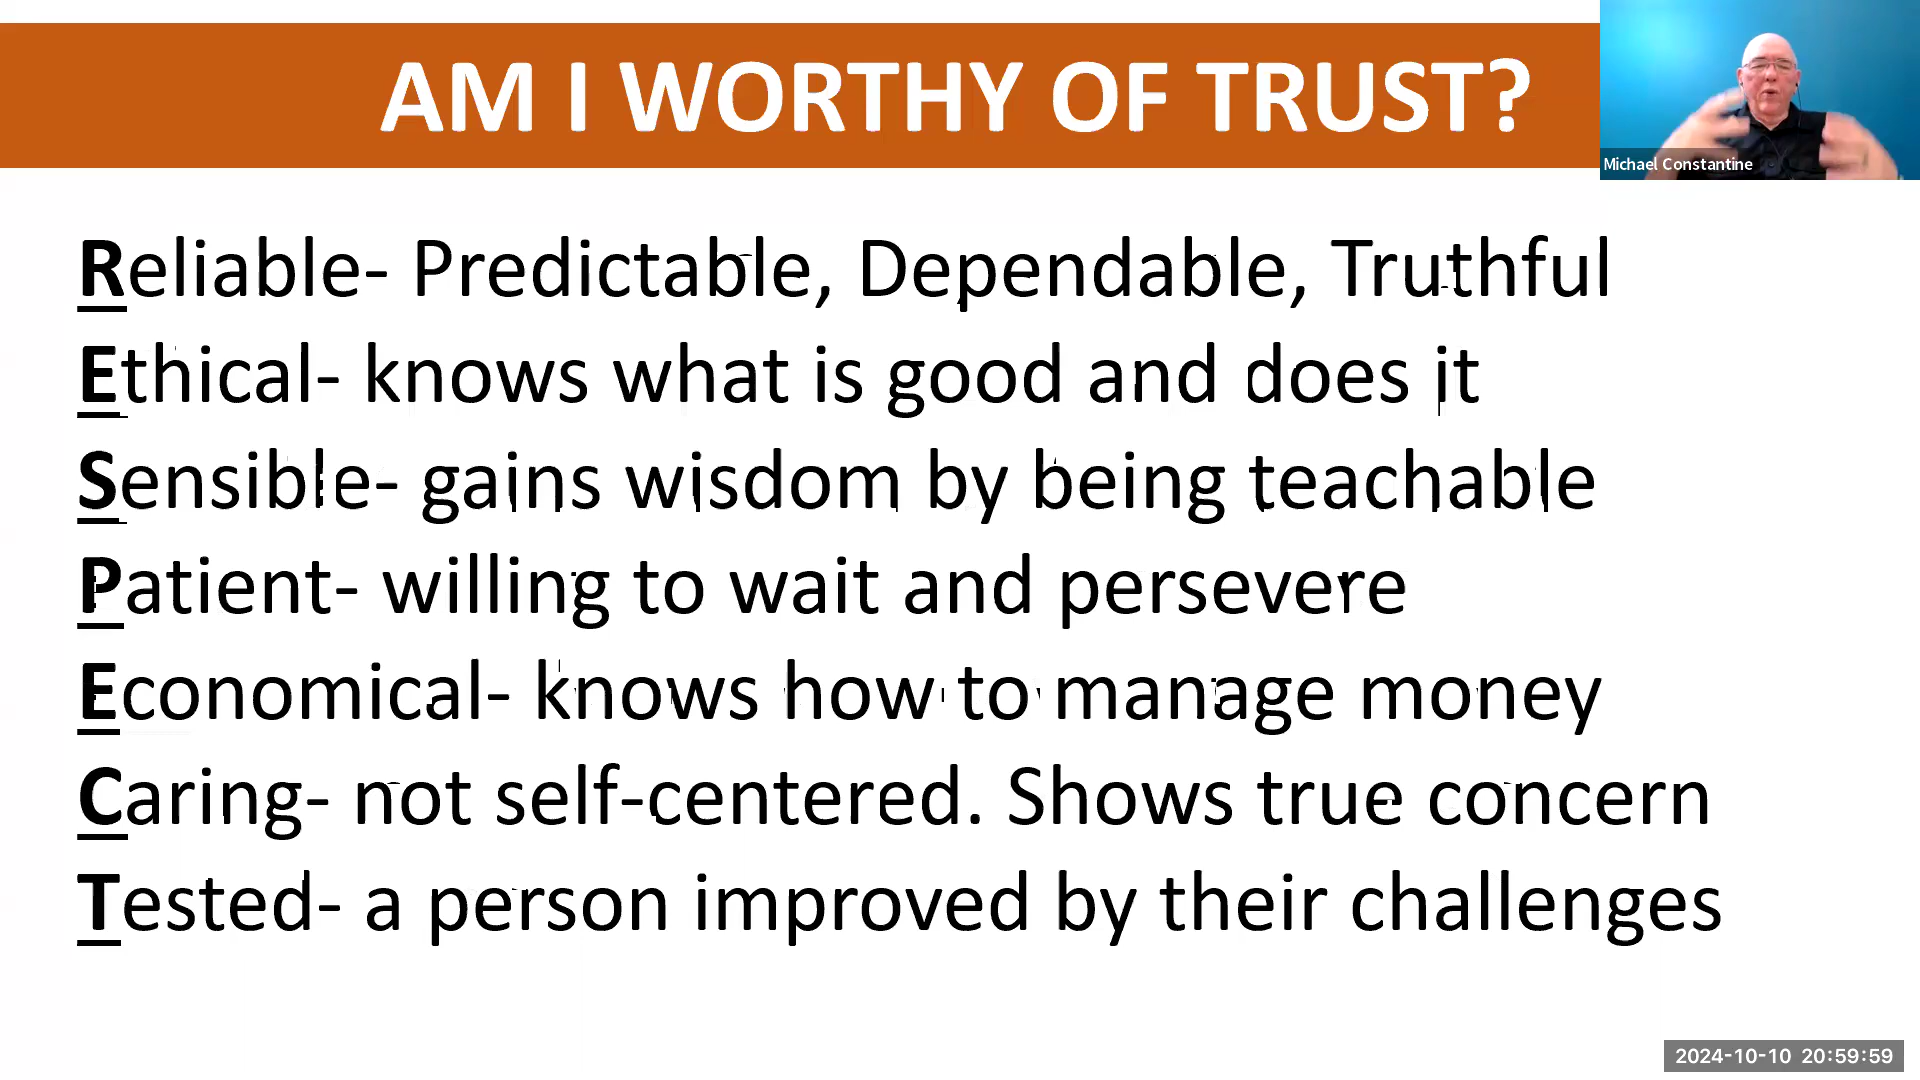 AM I WORTHY OF TRUST?
Michael Constantine
Reliable- Predictable, Dependable, Truthful
Ethical- knows what is good and does it
Sensible- gains wisdom by being teachable
Patient- willing to wait and persevere
Economical- knows how to manage money
Caring- not self-centered. Shows true concern
Tested- a person improved by their challenges
2024-10-10 20:59:59